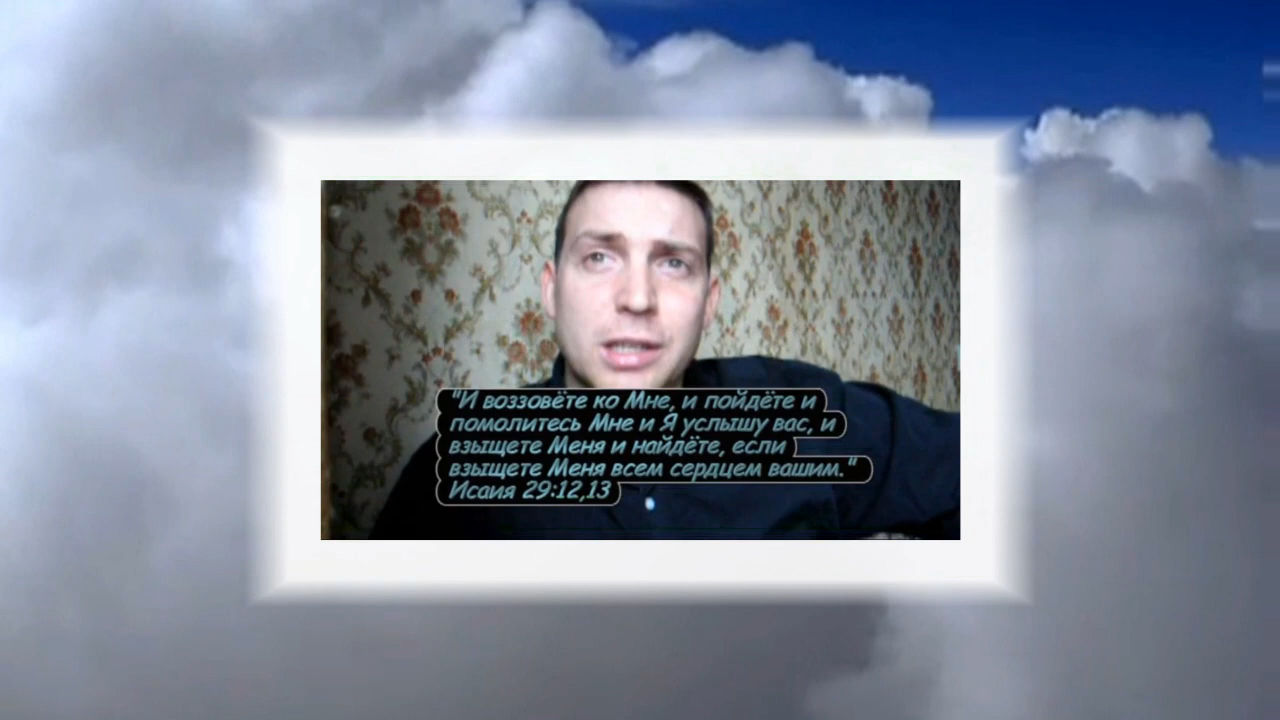 "И воззовёте ко Мне, и пойдёте и
помолитесь Мне и Я услышу вас, и
взыщете Меня и найдёте, если
взыщете Меня всем сердцем вашим."
Исаия 29:12,13